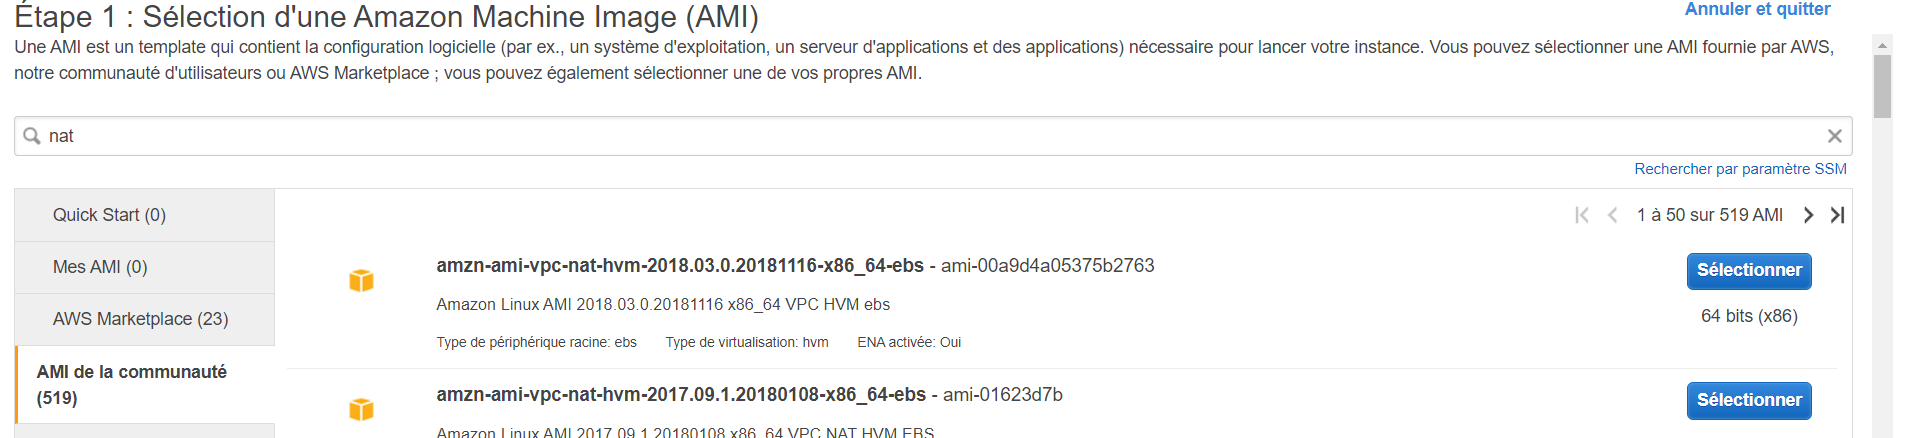 Étape 1 : Sélection d'une Amazon Machine Image (AMI)
Annuler et quitter
Une AMI est un template qui contient la configuration logicielle (par ex., un système d'exploitation, un serveur d'applications et des applications) nécessaire pour lancer votre instance. Vous pouvez sélectionner une AMI fournie par AWS,
notre communauté d'utilisateurs ou AWS Marketplace ; vous pouvez également sélectionner une de vos propres AMI.
nat
Rechercher par paramètre SSM
Quick Start (0)
Mes AMI (0)
AWS Marketplace (23)
AMI de la communauté
(519)
1 à 50 sur 519 AMI
amzn-ami-vpc-nat-hvm-2018.03.0.20181116-x86_64-ebs - ami-00a9d4a05375b2763
Sélectionner
Amazon Linux AMI 2018.03.0.20181116 x86_64 VPC HVM ebs
64 bits (x86)
Type de périphérique racine: ebs Type de virtualisation: hvm ENA activée: Oui
amzn-ami-vpc-nat-hvm-2017.09.1.20180108-x86_64-ebs - ami-01623d7b
Sélectionner
Amazon Linux AMI 2017.09.1.20180108 x86_64 VPC NAT HVM EBS